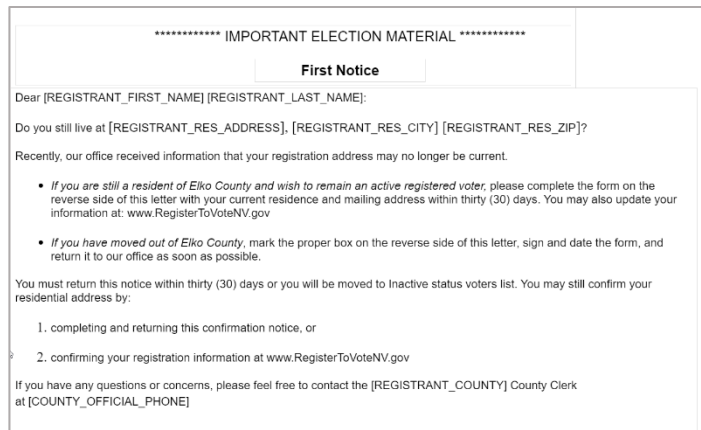 ************ IMPORTANT ELECTION MATERIAL ************
First Notice
Dear [REGISTRANT_FIRST_NAME] [REGISTRANT_LAST_NAME]:
Do you still live at [REGISTRANT_RES_ADDRESS], [REGISTRANT_RES_CITY] [REGISTRANT_RES_ZIP]?
Recently, our office received information that your registration address may no longer be current.
• If you are still a resident of Elko County and wish to remain an active registered voter, please complete the form on the
reverse side of this letter with your current residence and mailing address within thirty (30) days. You may also update your
information at: www.RegisterToVoteNV.gov
• If you have moved out of Elko County, mark the proper box on the reverse side of this letter, sign and date the form, and
return it to our office as soon as possible.
You must return this notice within thirty (30) days or you will be moved to Inactive status voters list. You may still confirm your
residential address by:
1. completing and returning this confirmation notice, or
2. confirming your registration information at www.RegisterToVoteNV.gov
If you have any questions or concerns, please feel free to contact the [REGISTRANT_COUNTY] County Clerk
at [COUNTY_OFFICIAL_PHONE]